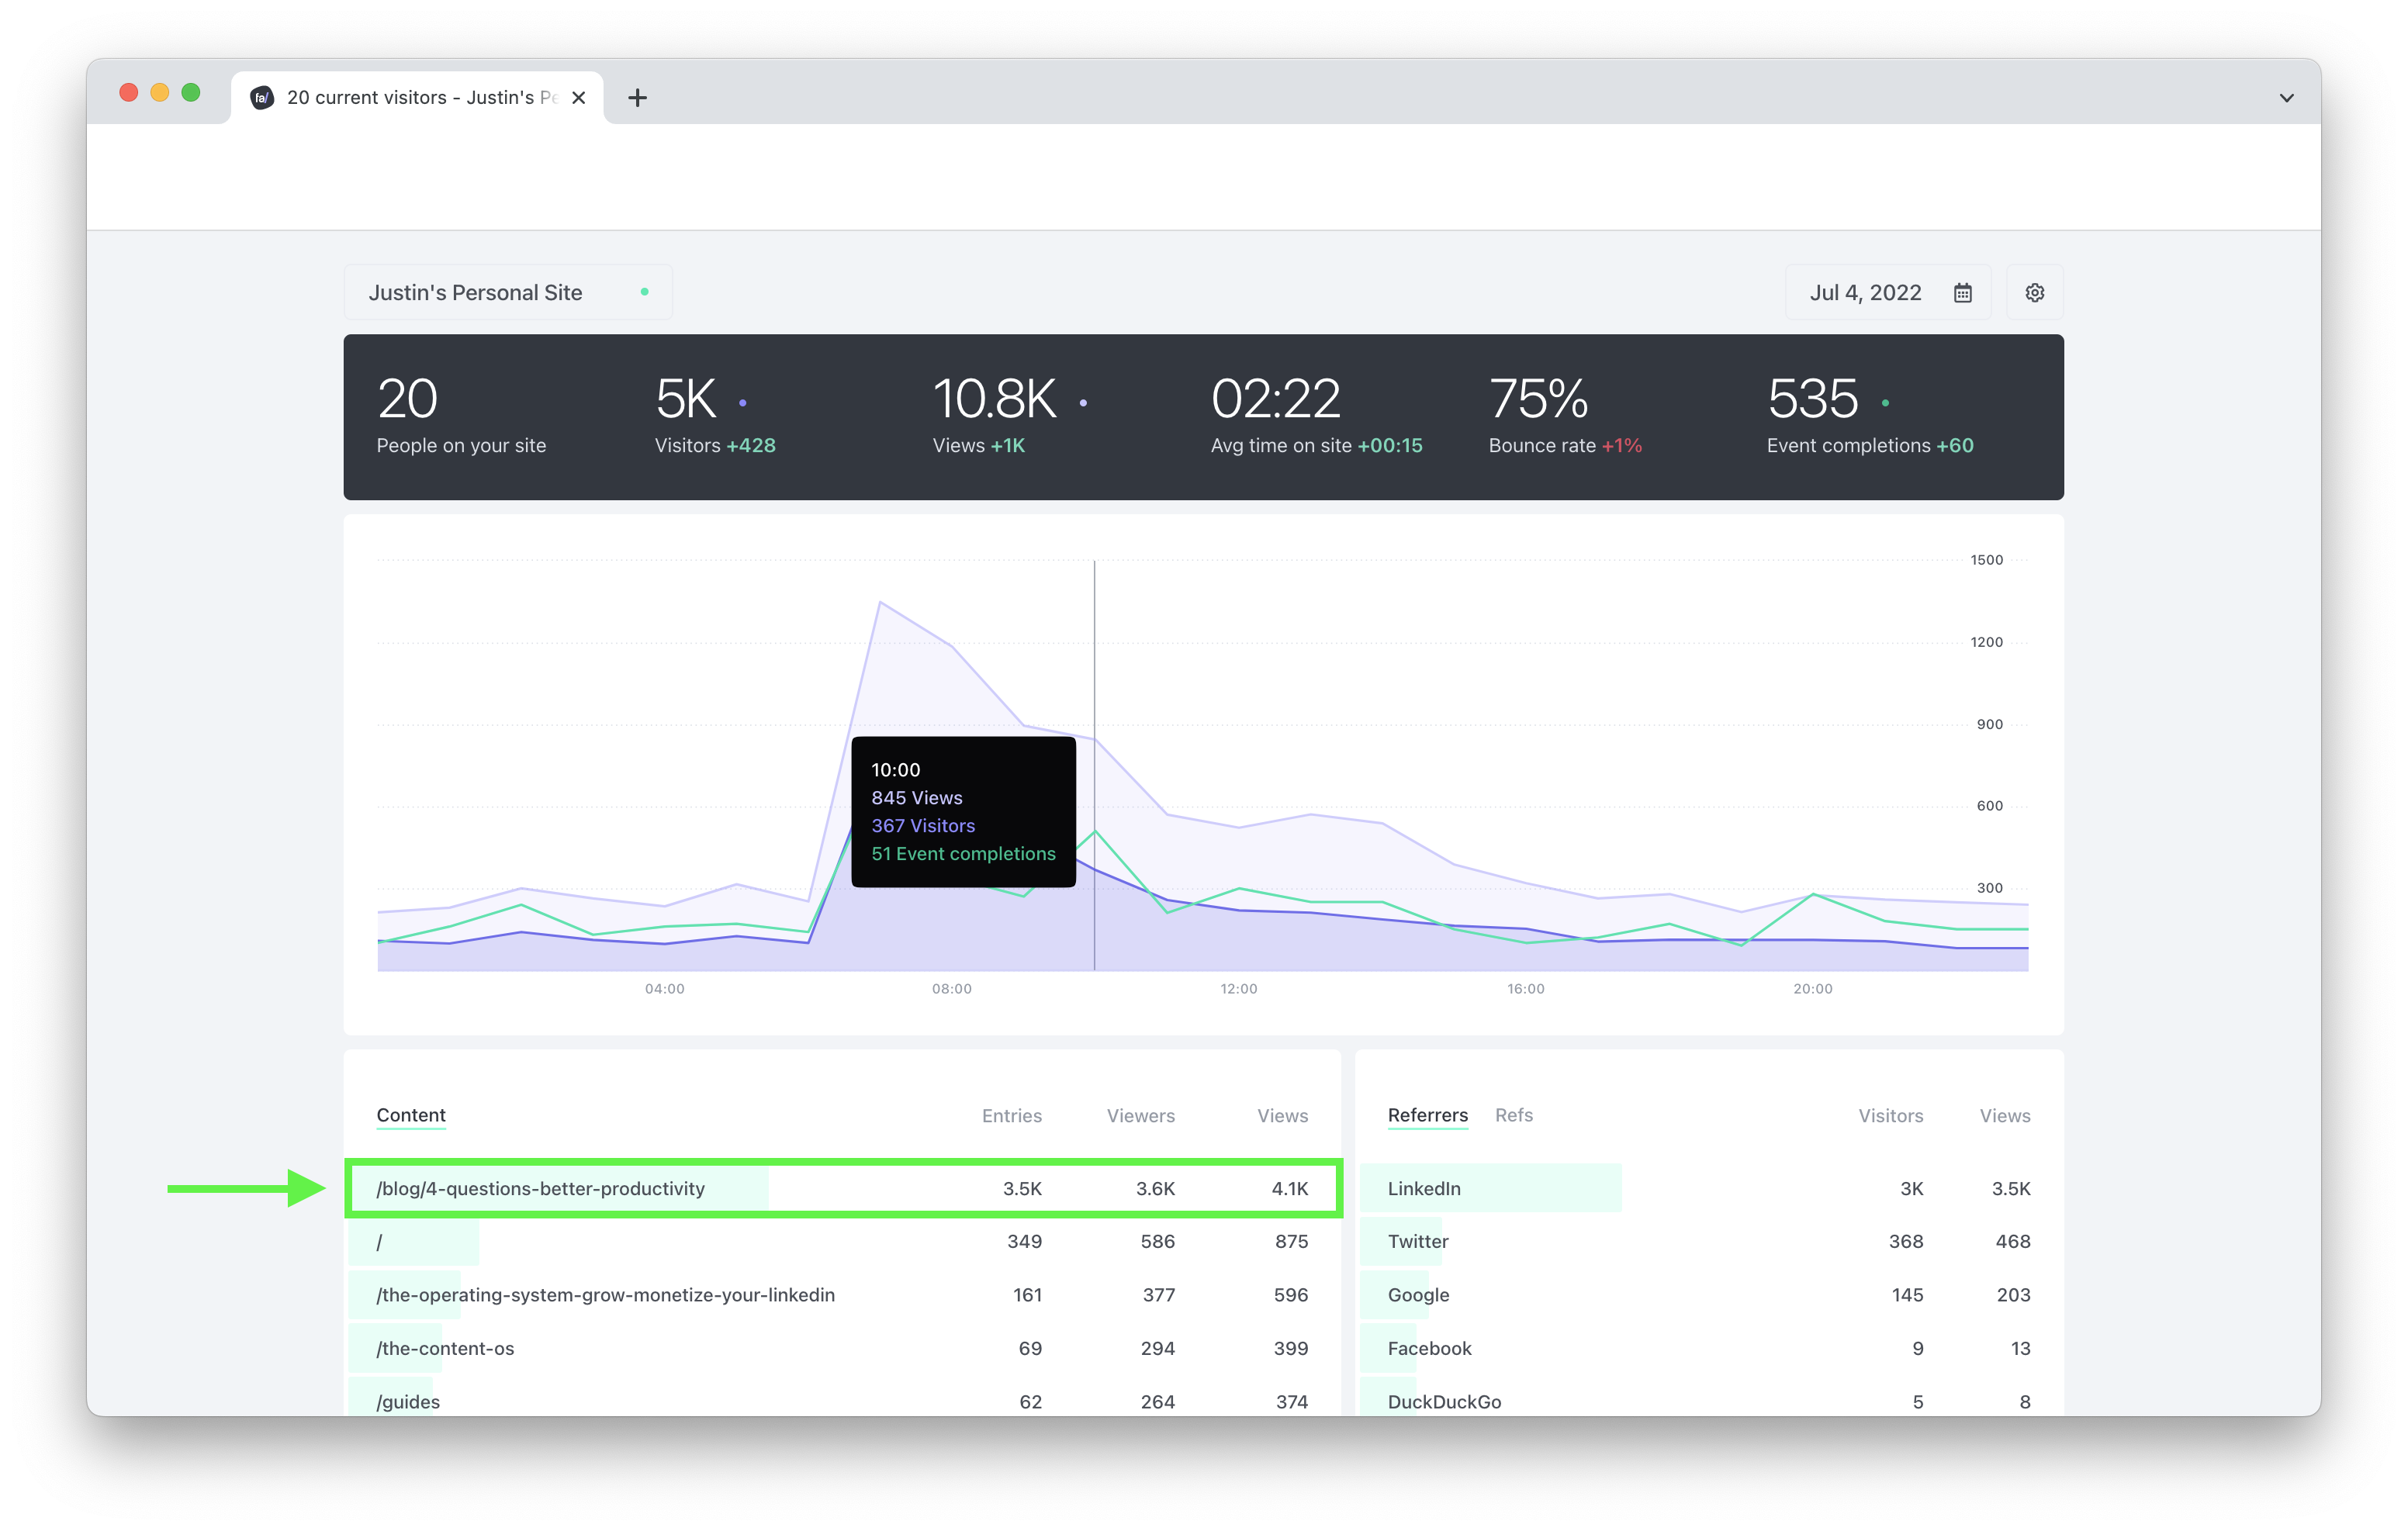 fa/ 20 current visitors - Justin's Pe
Justin's Personal Site
Jul 4, 2022
20 5K 10.8K 02:22 75% 535
People on your site Visitors +428 Views +1K Avg time on site +00:15 Bounce rate +1% Event completions +60
1500
1200
900
10:00
845 Views
600
367 Visitors
51 Event completions
300
04:00 08:00 12:00 16:00 20:00
Content Entries Viewers Views
/blog/4-questions-better-productivity 3.5K 3.6K 4.1K
/ 349 586 875
/the-operating-system-grow-monetize-your-linkedin 161 377 596
/the-content-os 69 294 399
/guides 62 264 374
Referrers Refs Visitors Views
LinkedIn 3K 3.5K
Twitter 368 468
Google 145 203
Facebook 9 13
DuckDuckGo 5 8